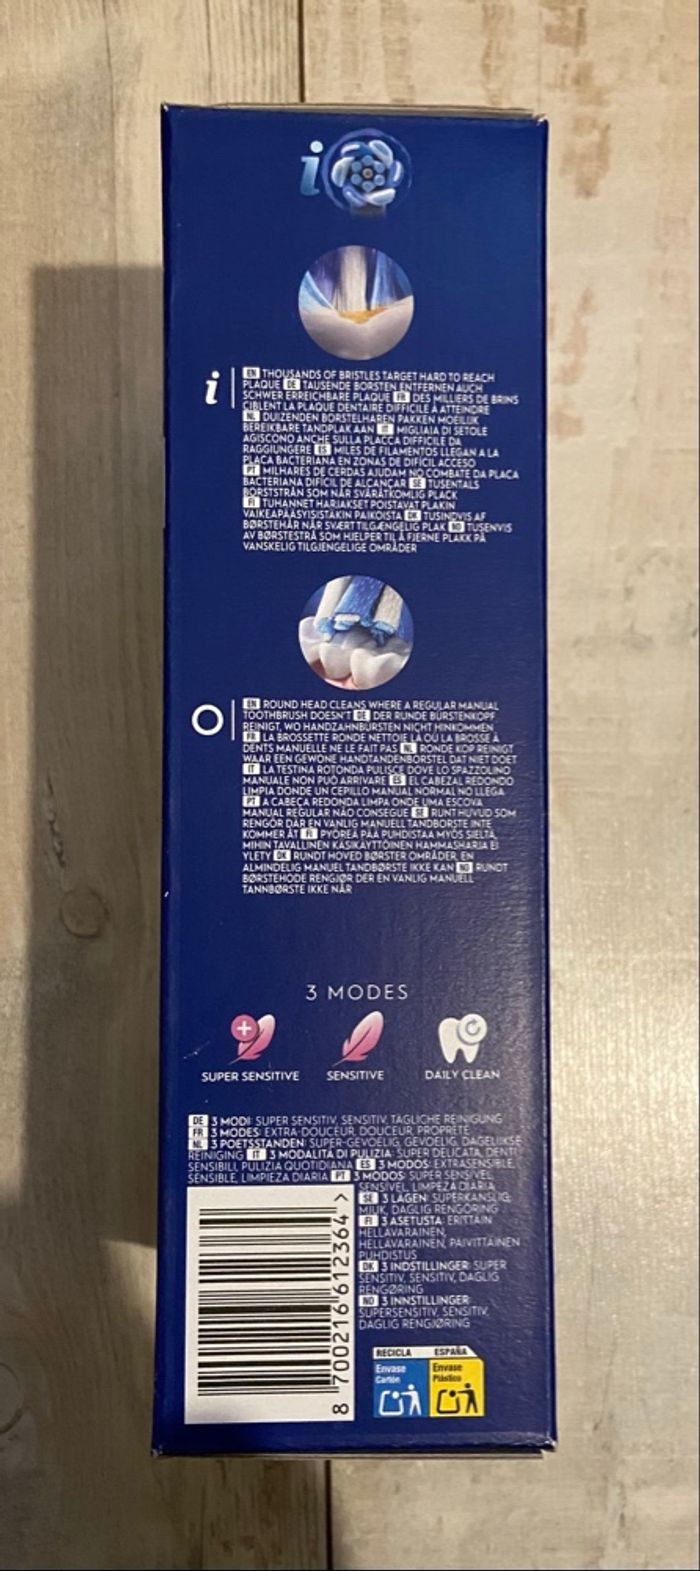 iO
EN THOUSANDS OF BRISTLES TARGET HARD TO REACH
i PLAQUE DE TAUSENDE BORSTEN ENTFERNEN AUCH
SCHWER ERREICHBARE PLAQUE FR DES MILLIERS DE BRINS
CIBLENT LA PLAQUE DENTAIRE DIFFICILE À ATTEINDRE
NL DUIZENDEN BORSTELHAREN PAKKEN MOEILIJK
BEREIKBARE TANDPLAK AAN IT MIGLIAIA DI SETOLE
AGISCONO ANCHE SULLA PLACCA DIFFICILE DA
RAGGIUNGERE ES MILES DE FILAMENTOS LLEGAN A LA
PLACA BACTERIANA EN ZONAS DE DIFÍCIL ACCESO
PT MILHARES DE CERDAS AJUDAM NO COMBATE DA PLACA
BACTERIANA DIFÍCIL DE ALCANÇAR SE TUSENTALS
BORSTSTRÅN SOM NÅR SVÅRÅTKOMLIG PLACK
FI TUHANNET HARJAKSET POISTAVAT PLAKIN
VAIKEAPÄÄSYISISTÄKIN PAIKOISTA DK TUSINDVIS AF
BØRSTEHÅR NÅR SVÆRT TILGÆNGELIG PLAK NO TUSENVIS
AV BØRSTESTRÅ SOM HJELPER TIL Å FJERNE PLAKK PÅ
VANSKELIG TILGJENGELIGE OMRÅDER
EN ROUND HEAD CLEANS WHERE A REGULAR MANUAL
O TOOTHBRUSH DOESN'T DE DER RUNDE BÜRSTENKOPF
REINIGT, WO HANDZAHNBÜRSTEN NICHT HINKOMMEN
FR LA BROSSETTE RONDE NETTOIE LÀ OÙ LA BROSSE À
DENTS MANUELLE NE LE FAIT PAS NL RONDE KOP REINIGT
WAAR EEN GEWONE HANDTANDENBORSTEL DAT NIET DOET
IT LA TESTINA ROTONDA PULISCE DOVE LO SPAZZOLINO
MANUALE NON PUÒ ARRIVARE ES EL CABEZAL REDONDO
LIMPIA DONDE UN CEPILLO MANUAL NORMAL NO LLEGA
PT A CABEÇA REDONDA LIMPA ONDE UMA ESCOVA
MANUAL REGULAR NÃO CONSEGUE SE RUNT HUVUD SOM
RENGÖR DÄR EN VANLIG MANUELL TANDBORSTE INTE
KOMMER ÅT FI PYÖREÄ PÄÄ PUHDISTAA MYÖS SIELTÄ,
MIHIN TAVALLINEN KÄSIKÄYTTÖINEN HAMMASHARJA EI
YLETY DK RUNDT HOVED BØRSTER OMRÅDER, EN
ALMINDELIG MANUEL TANDBØRSTE IKKE KAN NO RUNDT
BØRSTEHODE RENGJØR DER EN VANLIG MANUELL
TANNBØRSTE IKKE NÅR
3 MODES
SUPER SENSITIVE SENSITIVE DAILY CLEAN
DE 3 MODI: SUPER SENSITIV, SENSITIV, TÄGLICHE REINIGUNG
FR 3 MODES: EXTRA-DOUCEUR, DOUCEUR, PROPRETÉ
NL 3 POETSSTANDEN: SUPER-GEVOELIG, GEVOELIG, DAGELIJKSE
REINIGING IT 3 MODALITÀ DI PULIZIA: SUPER DELICATA, DENTI
SENSIBILI, PULIZIA QUOTIDIANA ES 3 MODOS: EXTRASENSIBLE,
SENSIBLE, LIMPIEZA DIARIA PT 3 MODOS: SUPER SENSÍVEL,
SENSÍVEL, LIMPEZA DIÁRIA
SE 3 LÄGEN: SUPERKÄNSLIG,
MJUK, DAGLIG RENGÖRING
FI 3 ASETUSTA: ERITTÄIN
HELLÄVARAINEN,
HELLÄVARAINEN, PÄIVITTÄINEN
PUHDISTUS
DK 3 INDSTILLINGER: SUPER
SENSITIV, SENSITIV, DAGLIG
RENGØRING
NO 3 INNSTILLINGER:
SUPERSENSITIV, SENSITIV,
DAGLIG RENGJØRING
8 700216 612364 >
RECICLA ESPAÑA
Envase Envase
Cartón Plástico